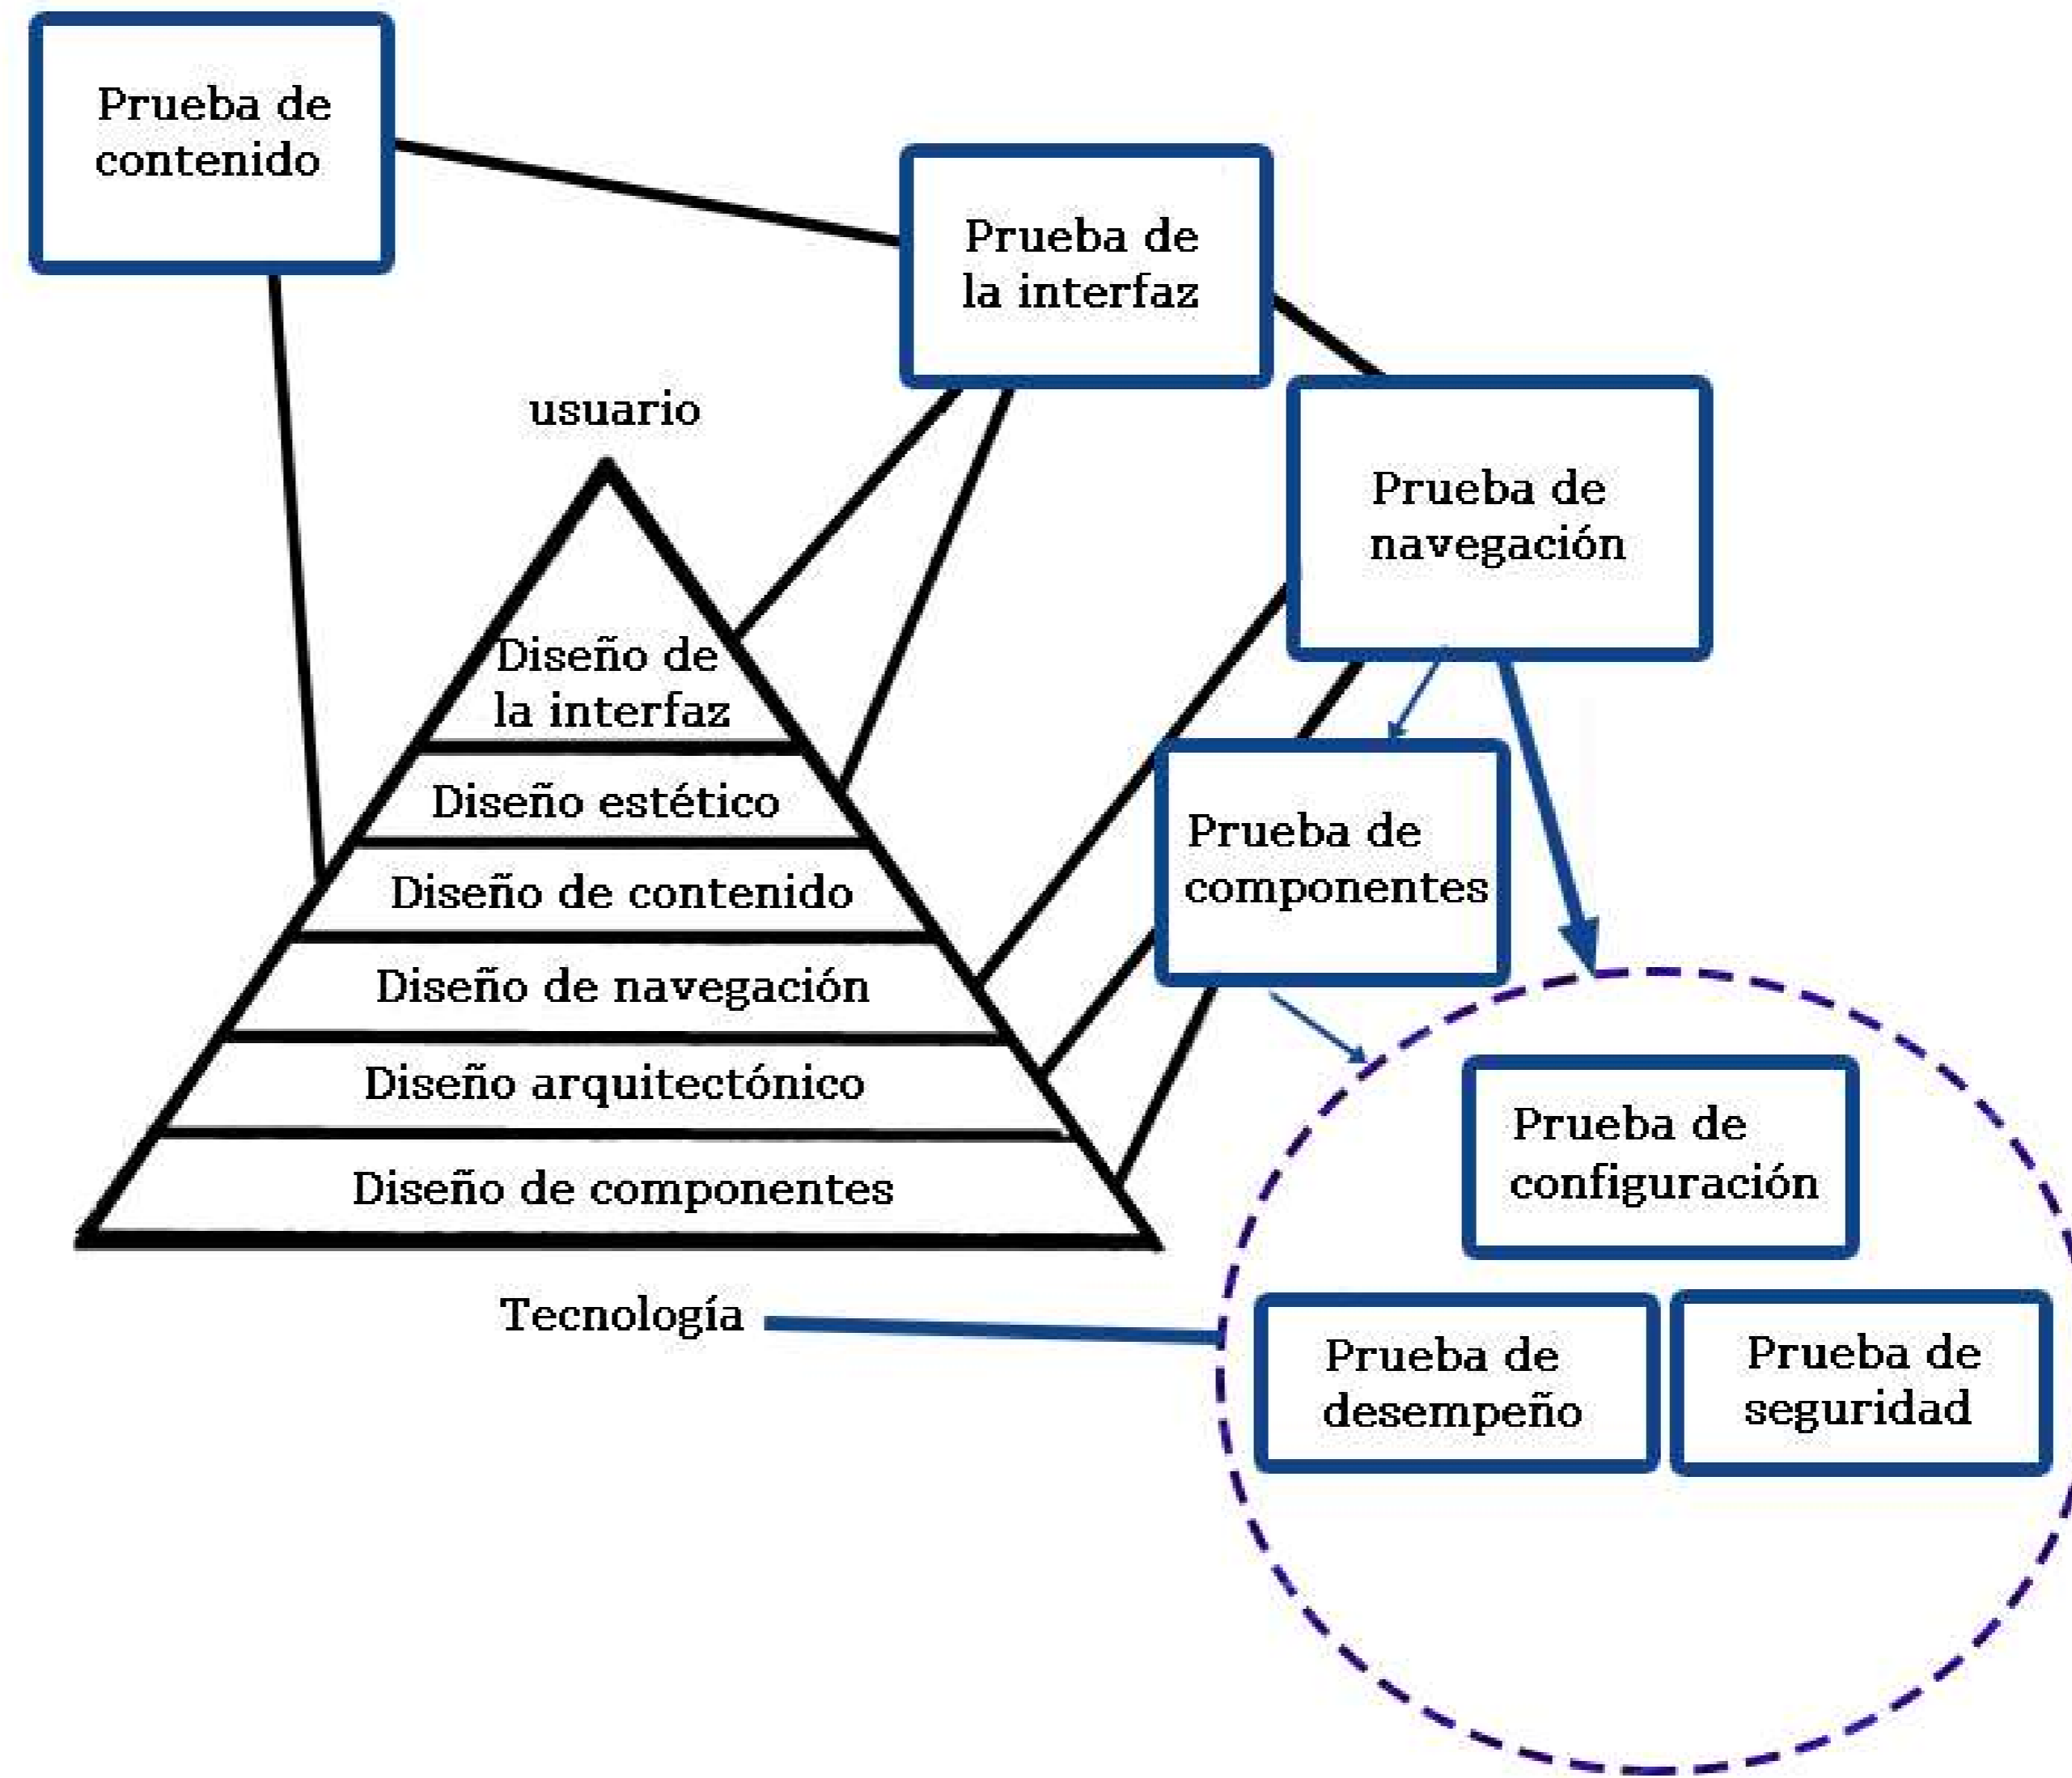 Prueba de
contenido
Prueba de
la interfaz
usuario
Prueba de
navegación
Diseño de
la interfaz
Diseño estético
Diseño de contenido
Diseño de navegación
Diseño arquitectónico
Diseño de componentes
Prueba de
componentes
Tecnología
Prueba de
configuración
Prueba de
desempeño
Prueba de
seguridad